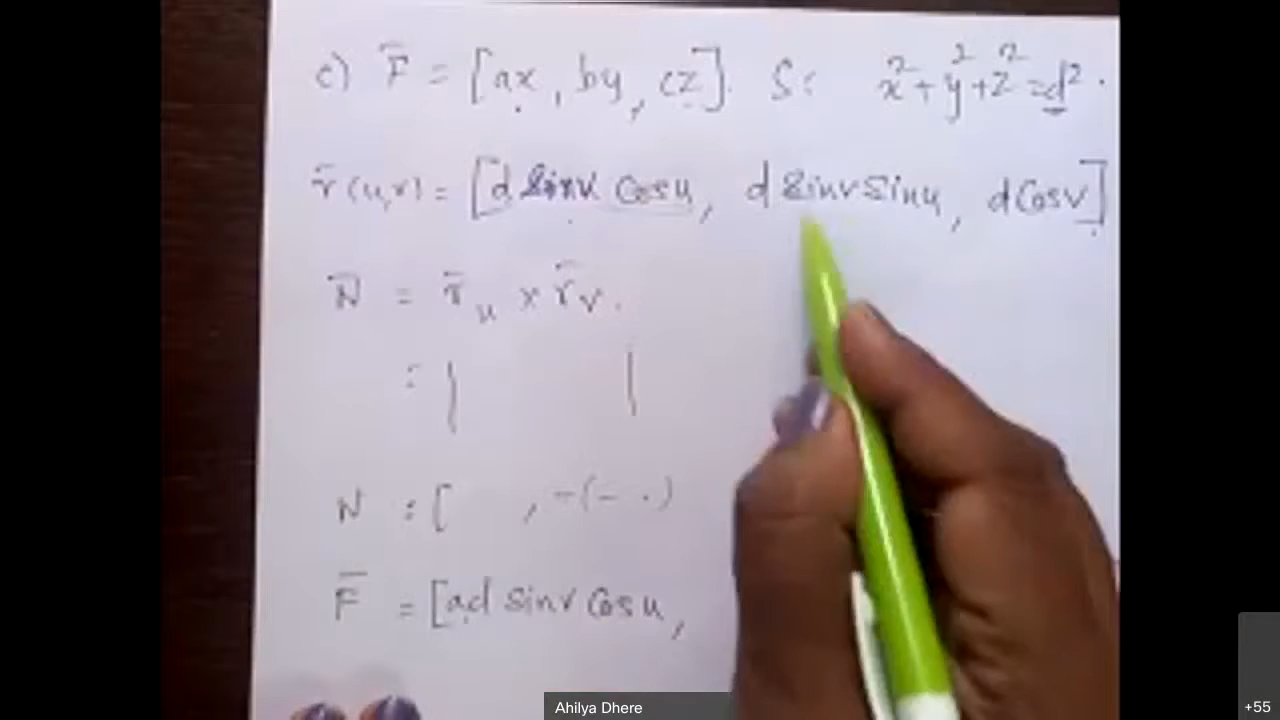 c) F̄ = [ax, by, cz]. S: x²+y²+z²=d².
r̄(u,v) = [d sinv cosu, d sinv sinu, d cosv]
N̄ = r̄u × r̄v.
= | |
N = [ , -(- .)
F̄ = [ad sinv cosu,
Ahilya Dhere
+55